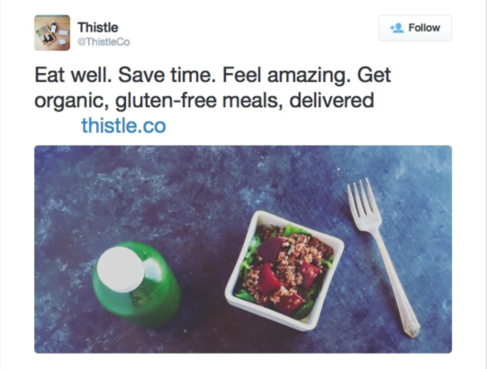 Thistle
@ThistleCo
Follow
Eat well. Save time. Feel amazing. Get
organic, gluten-free meals, delivered
thistle.co